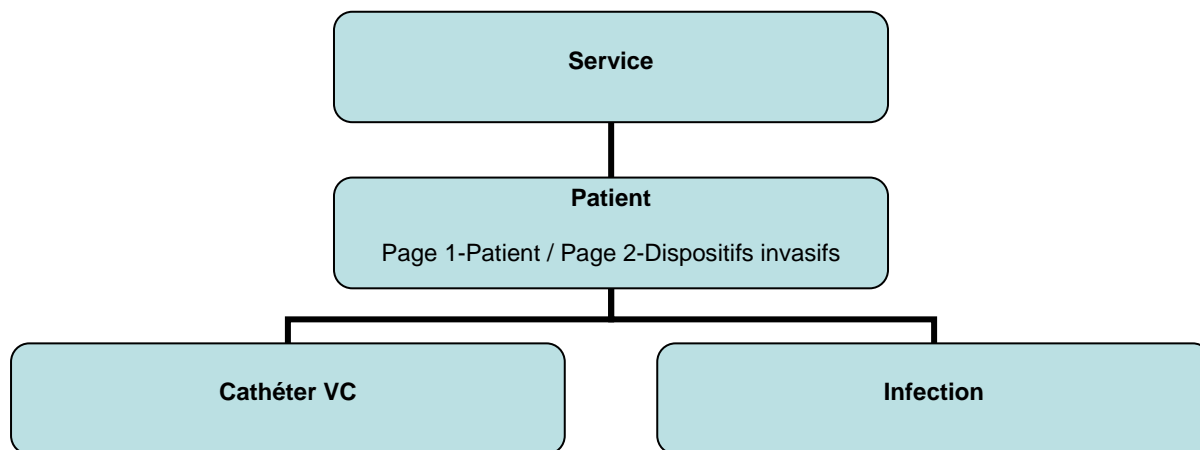 Service
Patient
Page 1-Patient / Page 2-Dispositifs invasifs
Cathéter VC
Infection